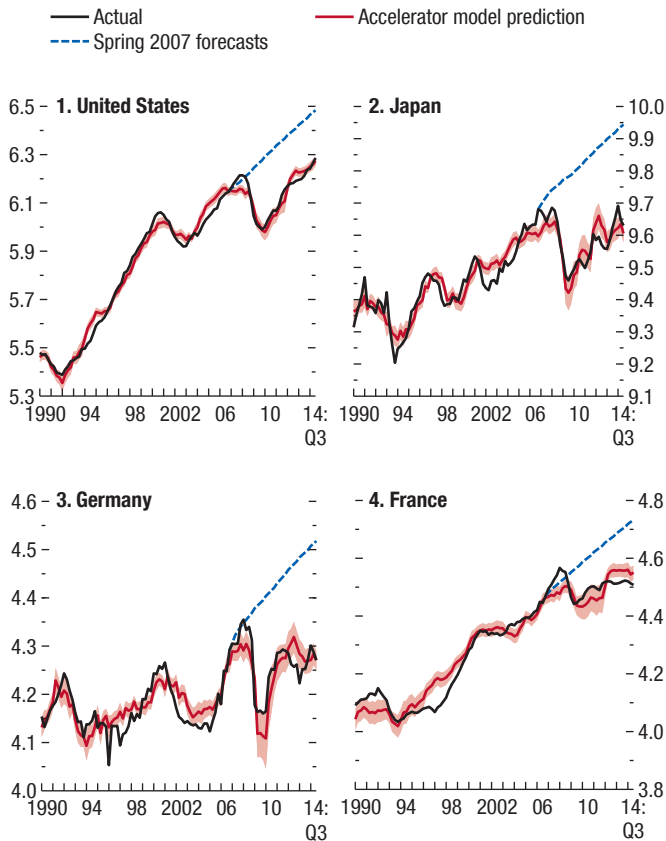 Actual
Accelerator model prediction
Spring 2007 forecasts
1. United States
6.5
6.3
6.1
5.9
5.7
5.5
5.3
1990 94 98 2002 06 10 14:
Q3
2. Japan
10.0
9.9
9.8
9.7
9.6
9.5
9.4
9.3
9.2
9.1
1990 94 98 2002 06 10 14:
Q3
3. Germany
4.6
4.5
4.4
4.3
4.2
4.1
4.0
1990 94 98 2002 06 10 14:
Q3
4. France
4.8
4.6
4.4
4.2
4.0
3.8
1990 94 98 2002 06 10 14:
Q3